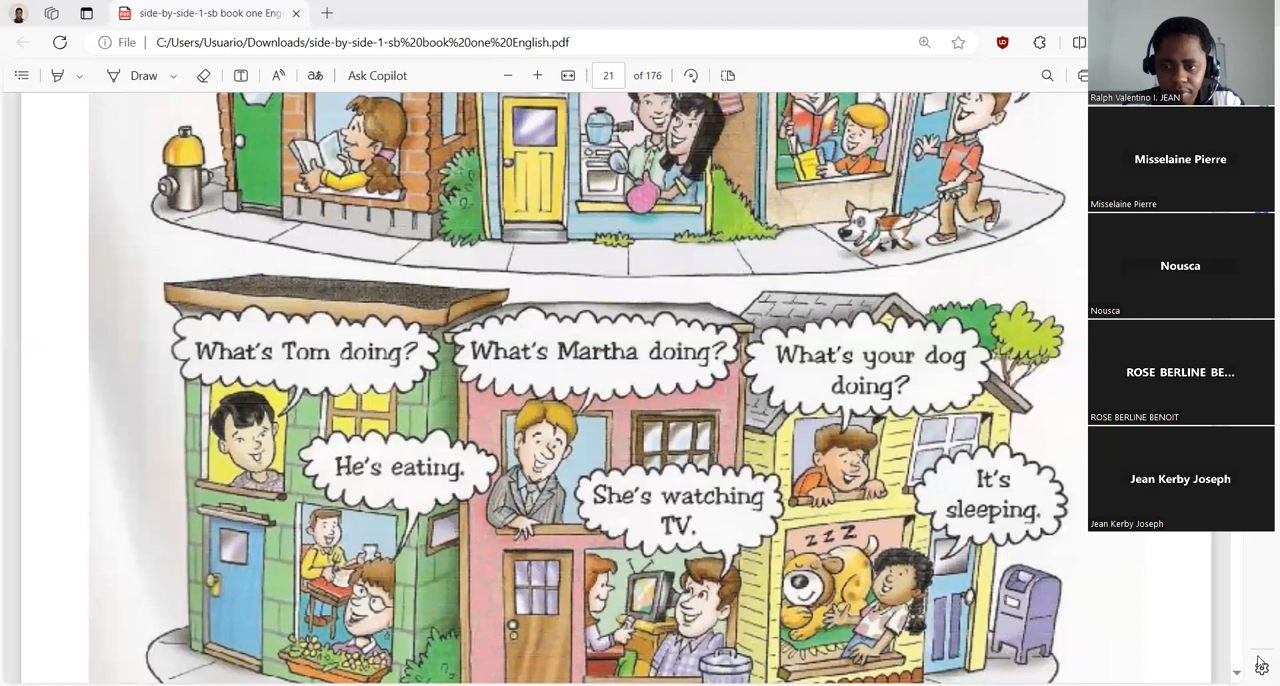 side-by-side-1-sb book one Engl
File
C:/Users/Usuario/Downloads/side-by-side-1-sb%20book%20one%20English.pdf
Draw
Ask Copilot
21
of 176
What's Tom doing?
What's Martha doing?
What's your dog
doing?
He's eating.
She's watching
TV.
It's
sleeping.
ZZZ
Ralph Valentino I. JEAN
Misselaine Pierre
Misselaine Pierre
Nousca
Nousca
ROSE BERLINE BE...
ROSE BERLINE BENOIT
Jean Kerby Joseph
Jean Kerby Joseph